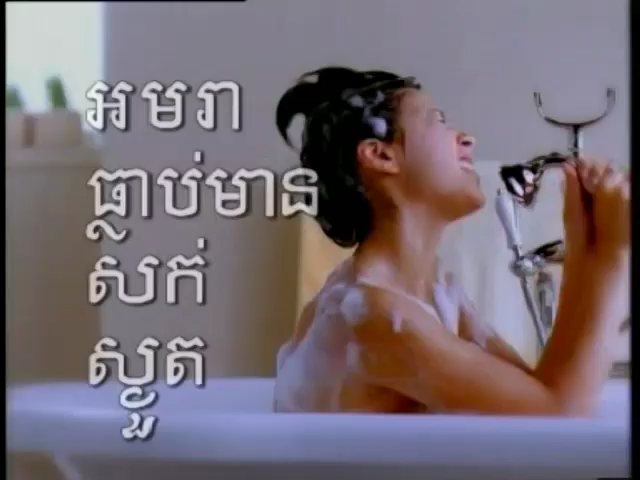 អមរា
ធ្លាប់មាន
សក់
ស្ងួត